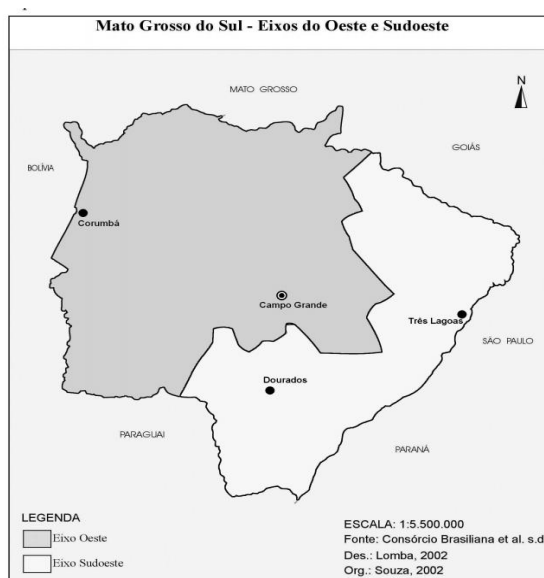 Mato Grosso do Sul - Eixos do Oeste e Sudoeste
N
MATO GROSSO
GOIÁS
BOLÍVIA
Corumbá
Campo Grande
Três Lagoas
SÃO PAULO
Dourados
PARAGUAI
PARANÁ
LEGENDA
Eixo Oeste
Eixo Sudoeste
ESCALA: 1:5.500.000
Fonte: Consórcio Brasiliana et al. s.d
Des.: Lomba, 2002
Org.: Souza, 2002